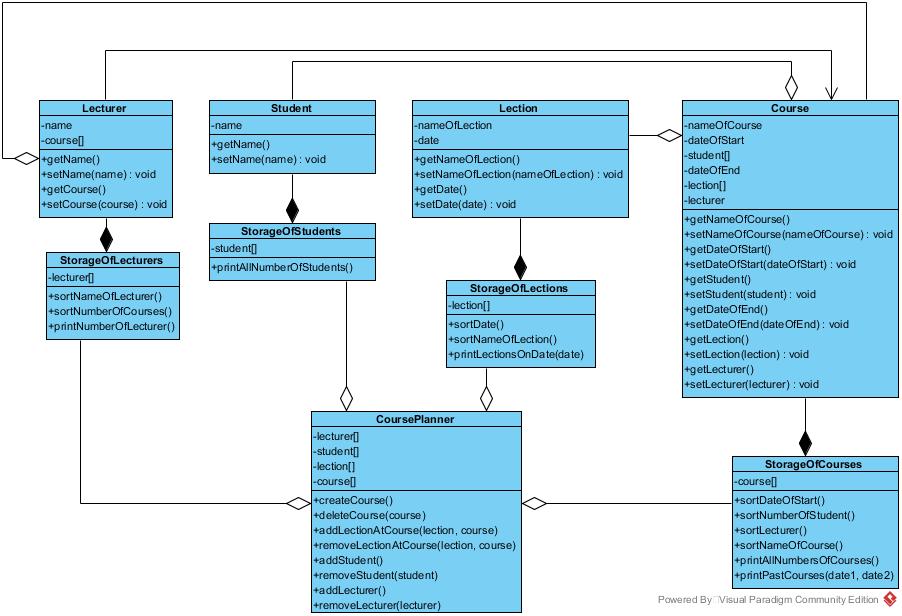 Lecturer
-name
-course[]
+getName()
+setName(name) : void
+getCourse()
+setCourse(course) : void
Student
-name
+getName()
+setName(name) : void
Lection
-nameOfLection
-date
+getNameOfLection()
+setNameOfLection(nameOfLection) : void
+getDate()
+setDate(date) : void
Course
-nameOfCourse
-dateOfStart
-student[]
-dateOfEnd
-lection[]
-lecturer
+getNameOfCourse()
+setNameOfCourse(nameOfCourse) : void
+getDateOfStart()
+setDateOfStart(dateOfStart) : void
+getStudent()
+setStudent(student) : void
+getDateOfEnd()
+setDateOfEnd(dateOfEnd) : void
+getLection()
+setLection(lection) : void
+getLecturer()
+setLecturer(lecturer) : void
StorageOfLecturers
-lecturer[]
+sortNameOfLecturer()
+sortNumberOfCourses()
+printNumberOfLecturer()
StorageOfStudents
-student[]
+printAllNumberOfStudents()
StorageOfLections
-lection[]
+sortDate()
+sortNameOfLection()
+printLectionsOnDate(date)
CoursePlanner
-lecturer[]
-student[]
-lection[]
-course[]
+createCourse()
+deleteCourse(course)
+addLectionAtCourse(lection, course)
+removeLectionAtCourse(lection, course)
+addStudent()
+removeStudent(student)
+addLecturer()
+removeLecturer(lecturer)
StorageOfCourses
-course[]
+sortDateOfStart()
+sortNumberOfStudent()
+sortLecturer()
+sortNameOfCourse()
+printAllNumbersOfCourses()
+printPastCourses(date1, date2)
Powered By Visual Paradigm Community Edition